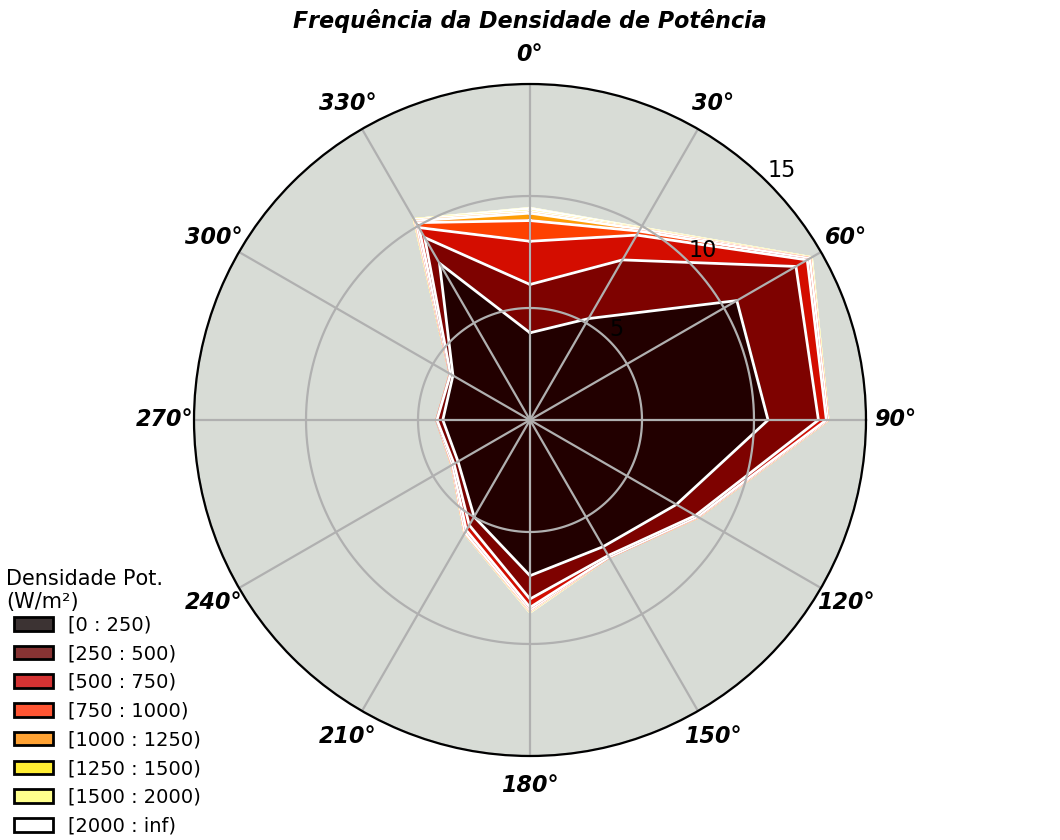 Frequência da Densidade de Potência
0°
330°
30°
15
300°
60°
10
5
270°
90°
240°
120°
210°
150°
180°
Densidade Pot.
(W/m²)
[0 : 250)
[250 : 500)
[500 : 750)
[750 : 1000)
[1000 : 1250)
[1250 : 1500)
[1500 : 2000)
[2000 : inf)